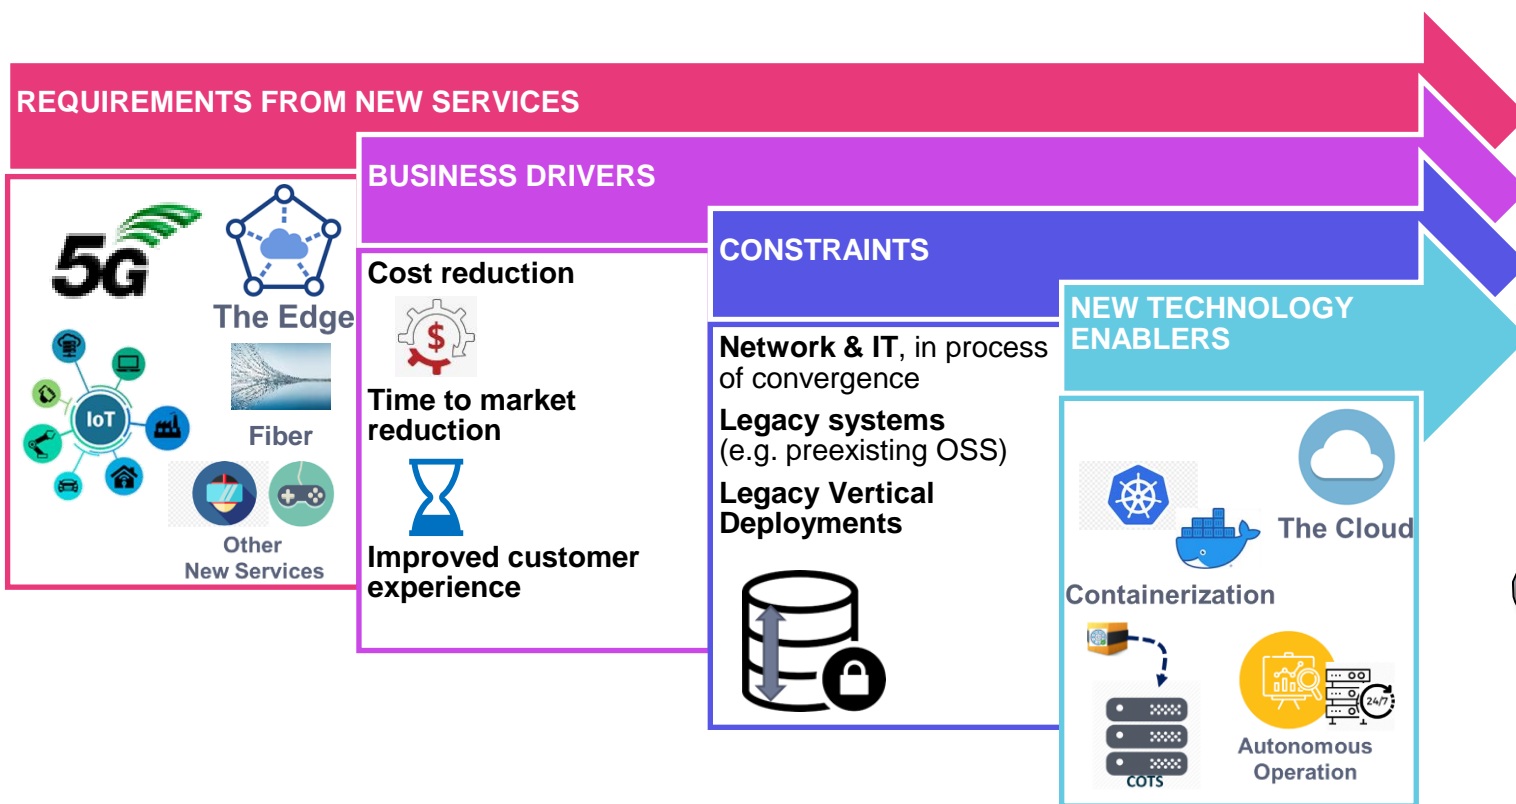 REQUIREMENTS FROM NEW SERVICES
5G
The Edge
IoT
Fiber
Other
New Services
BUSINESS DRIVERS
Cost reduction
$
Time to market
reduction
Improved customer
experience
CONSTRAINTS
Network & IT, in process
of convergence
Legacy systems
(e.g. preexisting OSS)
Legacy Vertical
Deployments
NEW TECHNOLOGY
ENABLERS
The Cloud
Containerization
COTS
24/7
Autonomous
Operation